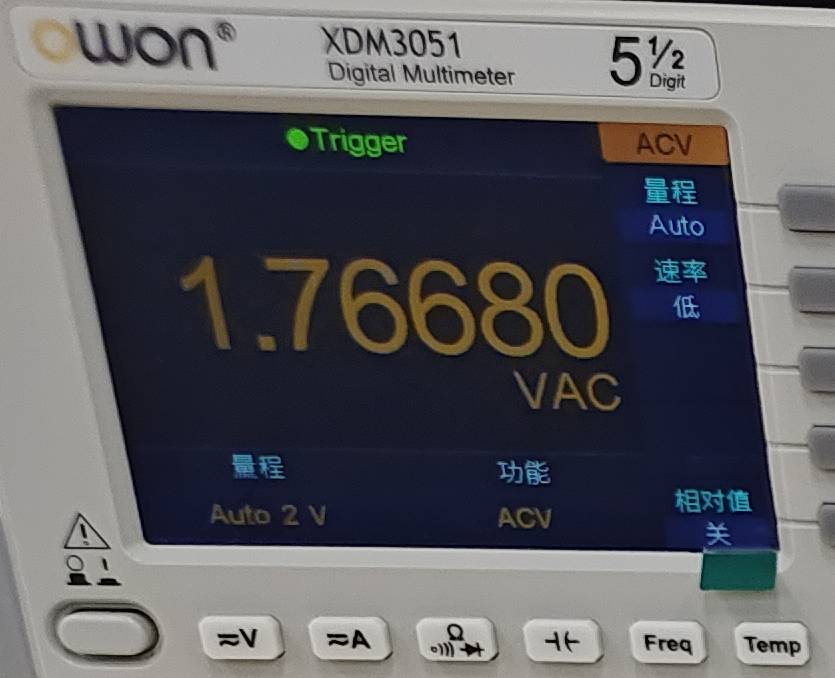 owon®
XDM3051
Digital Multimeter
5 1/2
Digit
Trigger
ACV
量程
Auto
速率
低
1.76680
VAC
量程
功能
Auto 2 V
ACV
相对值
关
≂V
≂A
Ω
Freq
Temp